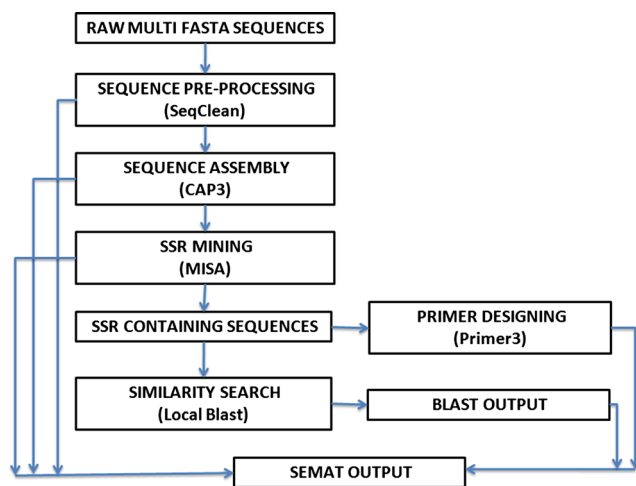 RAW MULTI FASTA SEQUENCES
SEQUENCE PRE-PROCESSING
(SeqClean)
SEQUENCE ASSEMBLY
(CAP3)
SSR MINING
(MISA)
SSR CONTAINING SEQUENCES
PRIMER DESIGNING
(Primer3)
SIMILARITY SEARCH
(Local Blast)
BLAST OUTPUT
SEMAT OUTPUT